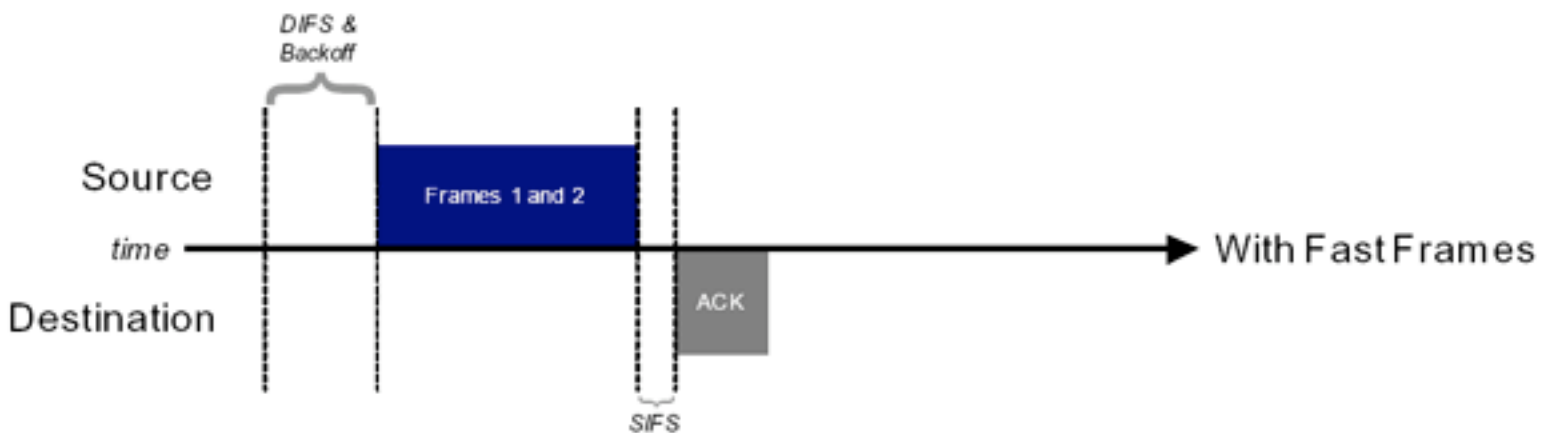 DIFS &
Backoff
Source
Frames 1 and 2
time
With Fast Frames
ACK
Destination
SIFS